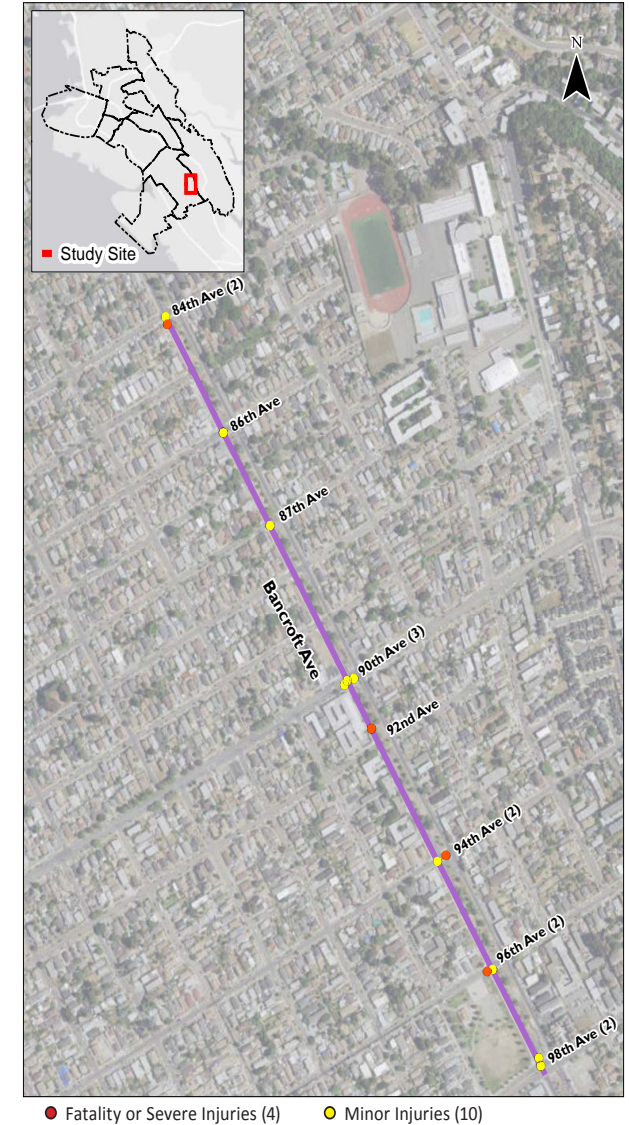 N
Study Site
84th Ave (2)
86th Ave
87th Ave
Bancroft Ave
90th Ave (3)
92nd Ave
94th Ave (2)
96th Ave (2)
98th Ave (2)
Fatality or Severe Injuries (4)
Minor Injuries (10)